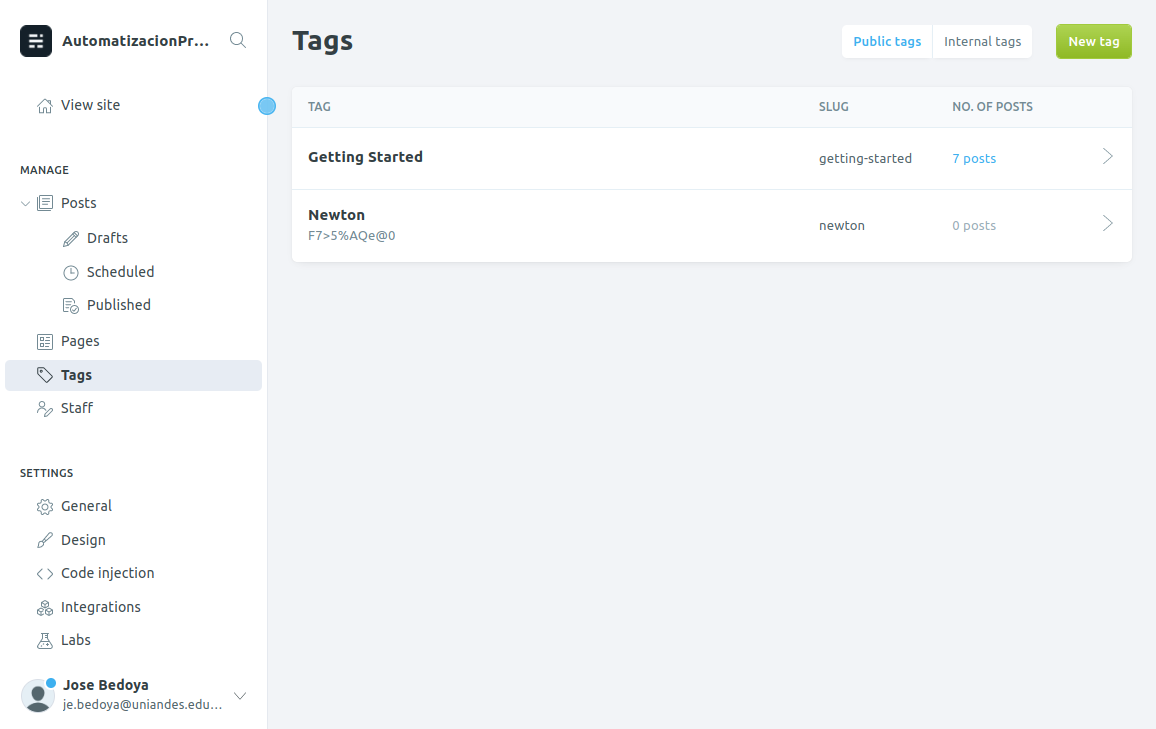 AutomatizacionPr...
View site
MANAGE
Posts
Drafts
Scheduled
Published
Pages
Tags
Staff
SETTINGS
General
Design
Code injection
Integrations
Labs
Jose Bedoya
je.bedoya@uniandes.edu...
Tags
Public tags
Internal tags
New tag
TAG SLUG NO. OF POSTS
Getting Started getting-started 7 posts
Newton
F7>5%AQe@0
newton 0 posts